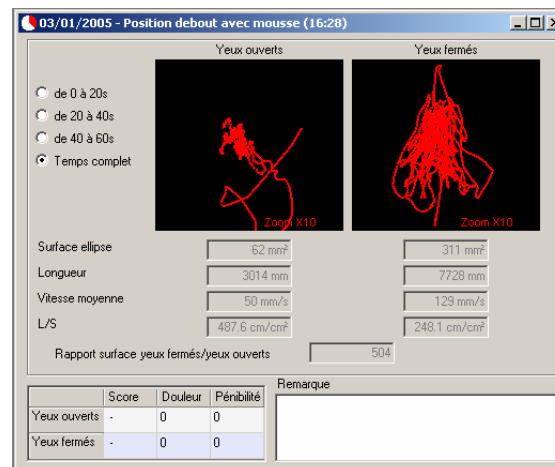 03/01/2005 - Position debout avec mousse (16:28)
Yeux ouverts Yeux fermés
de 0 à 20s
de 20 à 40s
de 40 à 60s
Temps complet
Zoom X10 Zoom X10
Surface ellipse 62 mm² 311 mm²
Longueur 3014 mm 7728 mm
Vitesse moyenne 50 mm/s 129 mm/s
L/S 487.6 cm/cm² 248.1 cm/cm²
Rapport surface yeux fermés/yeux ouverts 504
Remarque
Score Douleur Pénibilité
Yeux ouverts - 0 0
Yeux fermés - 0 0